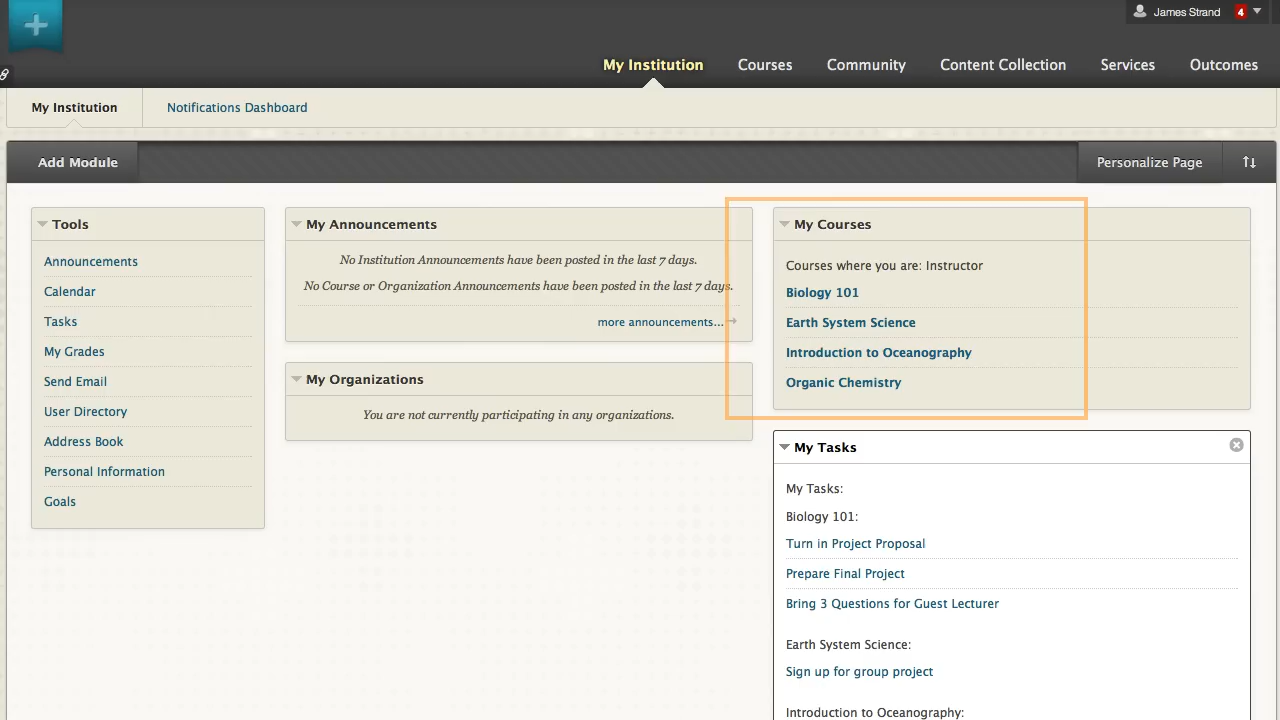 James Strand 4
My Institution Courses Community Content Collection Services Outcomes
My Institution Notifications Dashboard
Add Module Personalize Page
Tools
Announcements
Calendar
Tasks
My Grades
Send Email
User Directory
Address Book
Personal Information
Goals
My Announcements
No Institution Announcements have been posted in the last 7 days.
No Course or Organization Announcements have been posted in the last 7 days.
more announcements...
My Organizations
You are not currently participating in any organizations.
My Courses
Courses where you are: Instructor
Biology 101
Earth System Science
Introduction to Oceanography
Organic Chemistry
My Tasks
My Tasks:
Biology 101:
Turn in Project Proposal
Prepare Final Project
Bring 3 Questions for Guest Lecturer
Earth System Science:
Sign up for group project
Introduction to Oceanography: